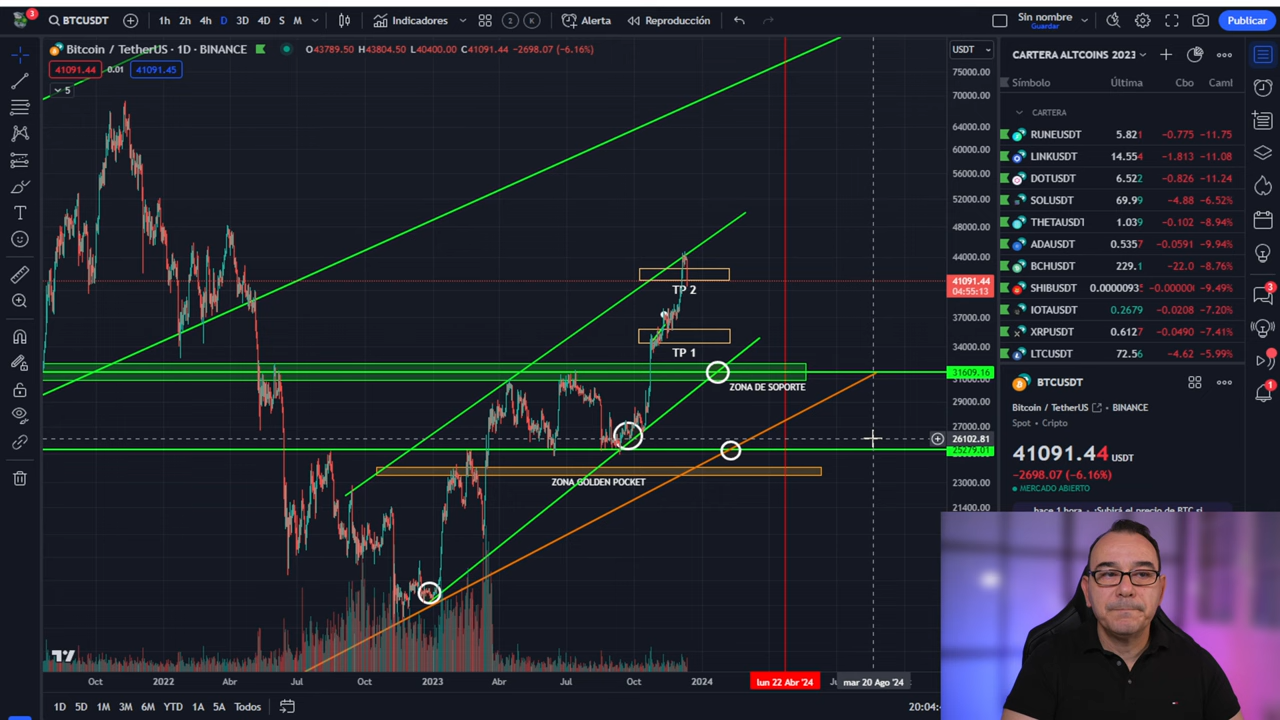 3
BTCUSDT
1h 2h 4h D 3D 4D S M
Indicadores
2 K
Alerta
Reproducción
Sin nombre
Guardar
Publicar
Bitcoin / TetherUS · 1D · BINANCE
O43789.50 H43804.50 L40400.00 C41091.44 −2698.07 (−6.16%)
41091.44 0.01 41091.45
5
USDT
75000.00
70000.00
64000.00
60000.00
56000.00
52000.00
48000.00
44000.00
41091.44
04:55:13
37000.00
34000.00
31609.16
31000.00
29000.00
27000.00
26102.81
25279.01
23000.00
21400.00
TP 2
TP 1
ZONA DE SOPORTE
ZONA GOLDEN POCKET
Oct 2022 Abr Jul Oct 2023 Abr Jul Oct 2024 lun 22 Abr '24 mar 20 Ago '24
1D 5D 1M 3M 6M YTD 1A 5A Todos
CARTERA ALTCOINS 2023
Símbolo Última Cbo Caml
CARTERA
RUNEUSDT 5.821 −0.775 −11.75
LINKUSDT 14.554 −1.813 −11.08
DOTUSDT 6.522 −0.826 −11.24
SOLUSDT 69.99 −4.88 −6.52%
THETAUSDT 1.039 −0.102 −8.94%
ADAUSDT 0.5357 −0.0591 −9.94%
BCHUSDT 229.1 −22.0 −8.76%
SHIBUSDT 0.0000093 −0.00000 −9.49%
IOTAUSDT 0.2679 −0.0208 −7.20%
XRPUSDT 0.6127 −0.0490 −7.41%
LTCUSDT 72.56 −4.62 −5.99%
3
1
BTCUSDT
Bitcoin / TetherUS BINANCE
Spot • Cripto
41091.44 USDT
−2698.07 (−6.16%)
MERCADO ABIERTO
hace 1 hora · ¿Subirá el precio de BTC si